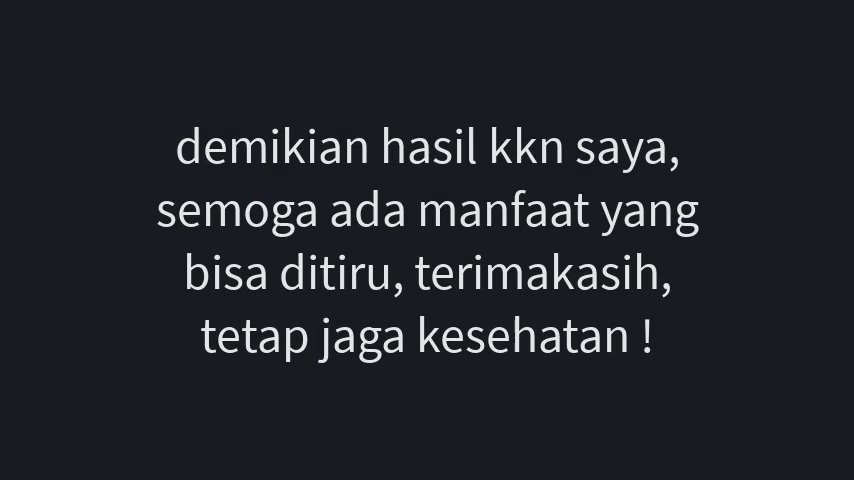 demikian hasil kkn saya,
semoga ada manfaat yang
bisa ditiru, terimakasih,
tetap jaga kesehatan !